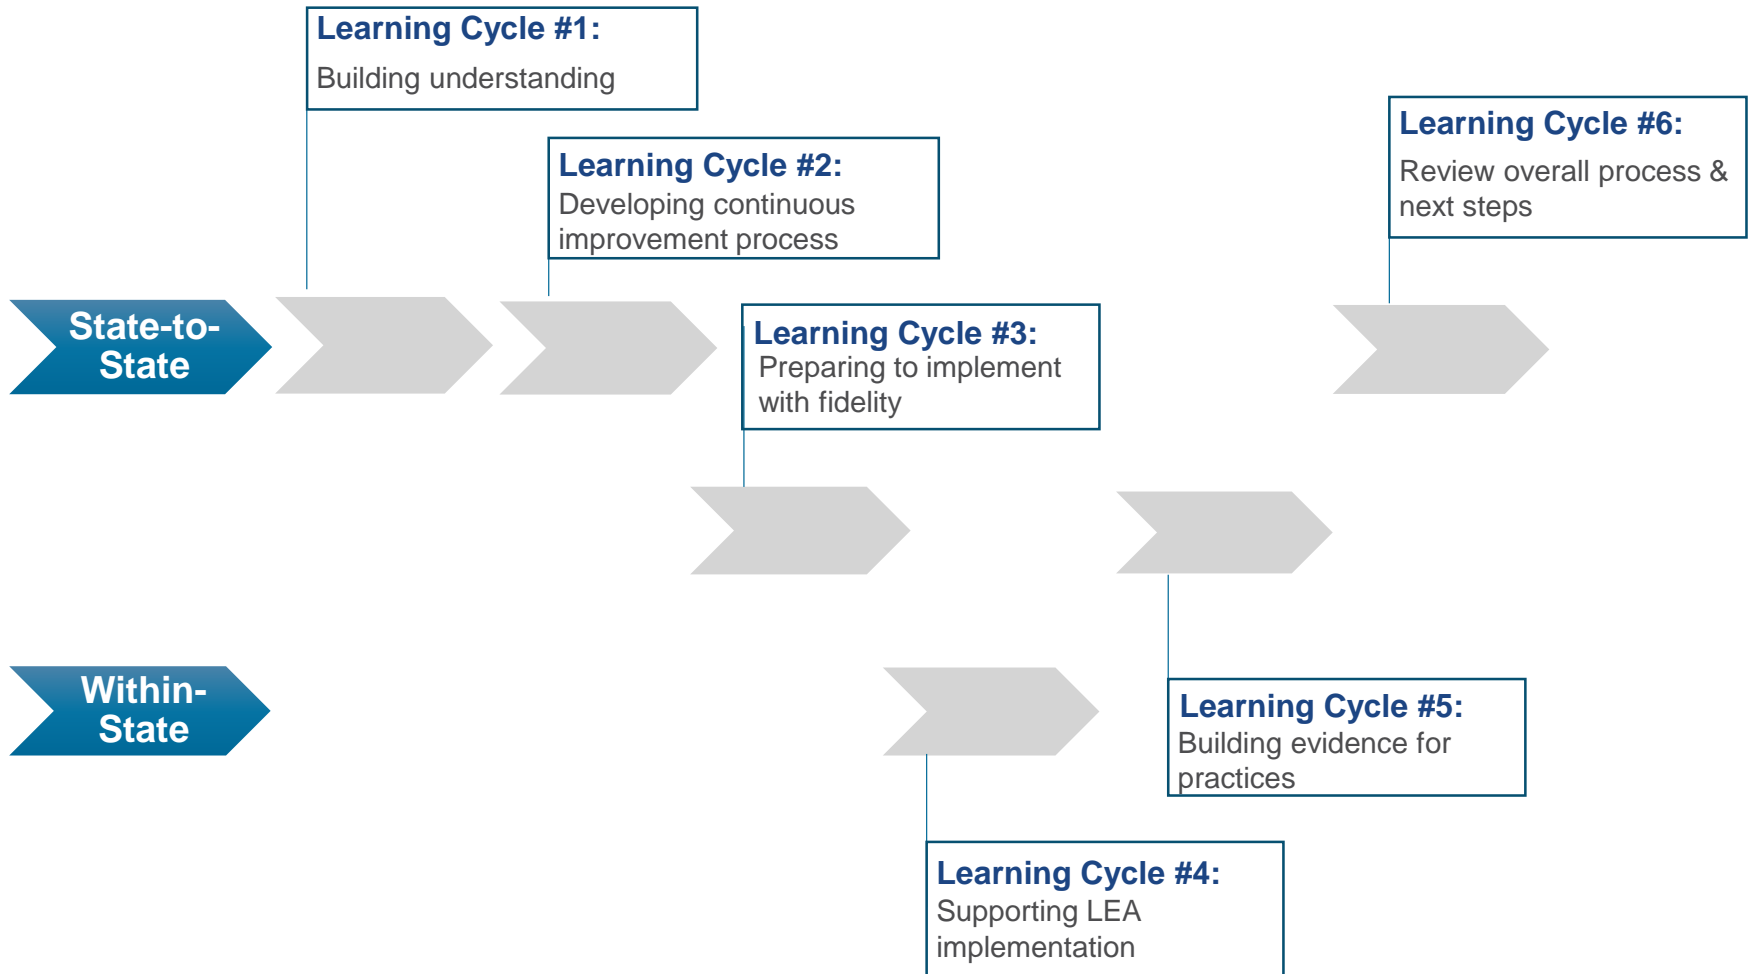 Learning Cycle #1:
Building understanding
Learning Cycle #2:
Developing continuous
improvement process
Learning Cycle #6:
Review overall process &
next steps
State-to-
State
Learning Cycle #3:
Preparing to implement
with fidelity
Within-
State
Learning Cycle #5:
Building evidence for
practices
Learning Cycle #4:
Supporting LEA
implementation